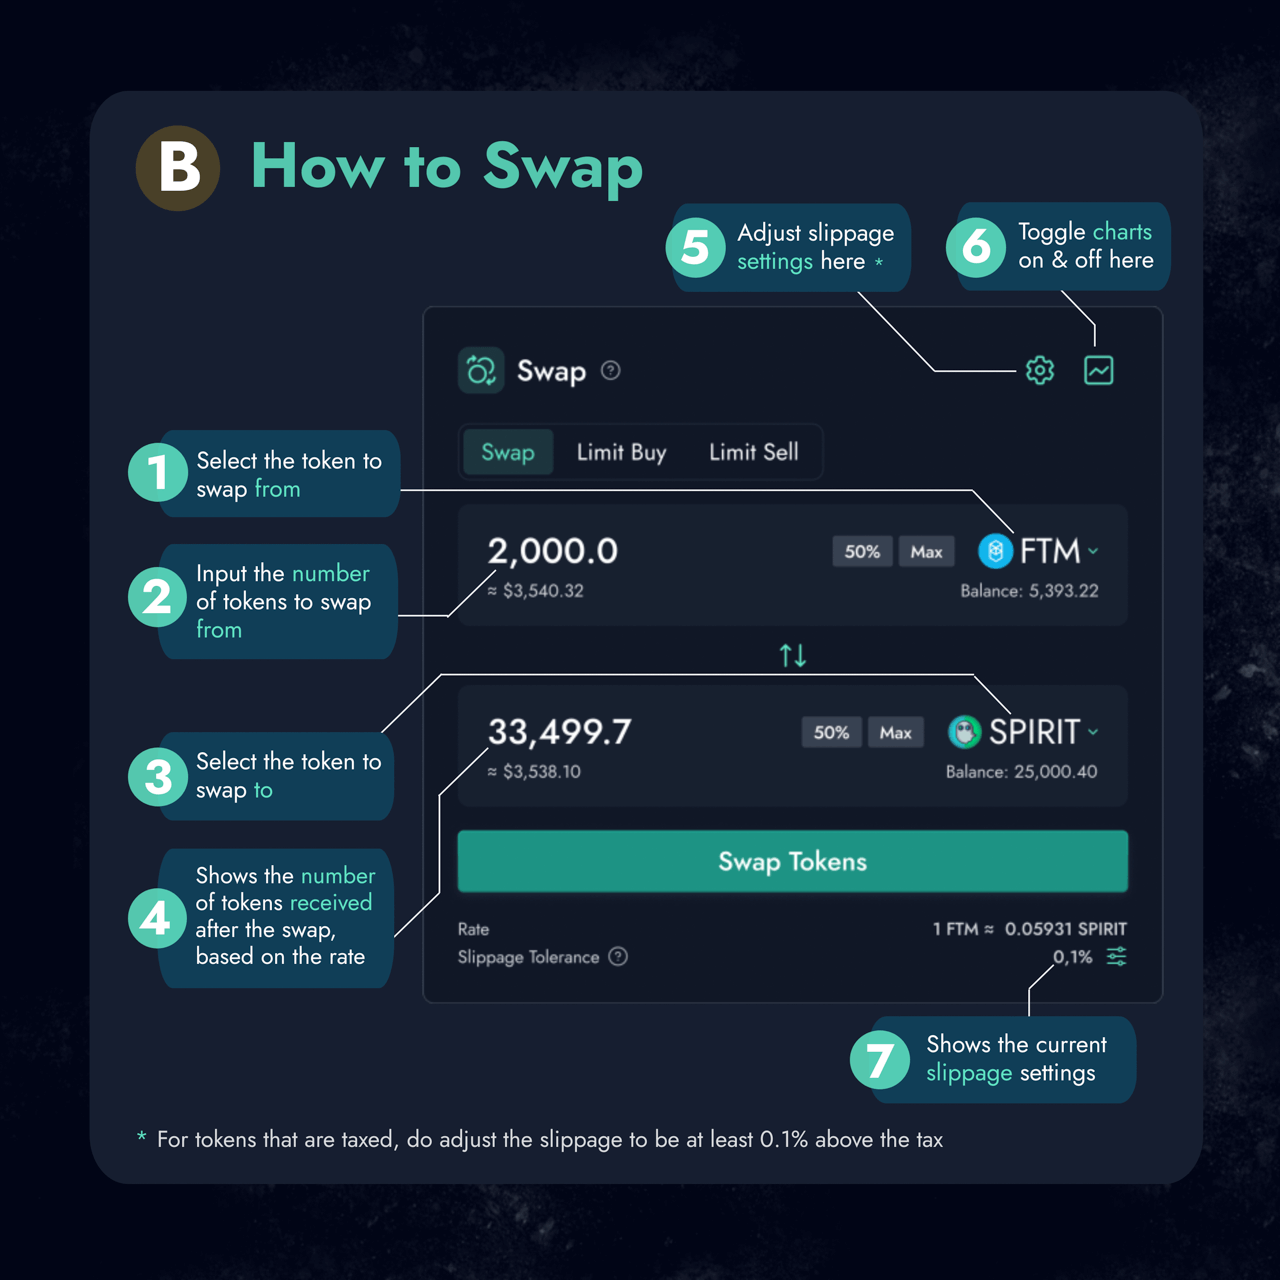 B How to Swap
5 Adjust slippage
settings here *
6 Toggle charts
on & off here
Swap ?
Swap Limit Buy Limit Sell
1 Select the token to
swap from
2,000.0 50% Max FTM
≈ $3,540.32 Balance: 5,393.22
2 Input the number
of tokens to swap
from
33,499.7 50% Max SPIRIT
≈ $3,538.10 Balance: 25,000.40
3 Select the token to
swap to
Swap Tokens
4 Shows the number
of tokens received
after the swap,
based on the rate
Rate 1 FTM ≈ 0.05931 SPIRIT
Slippage Tolerance ? 0,1%
7 Shows the current
slippage settings
* For tokens that are taxed, do adjust the slippage to be at least 0.1% above the tax